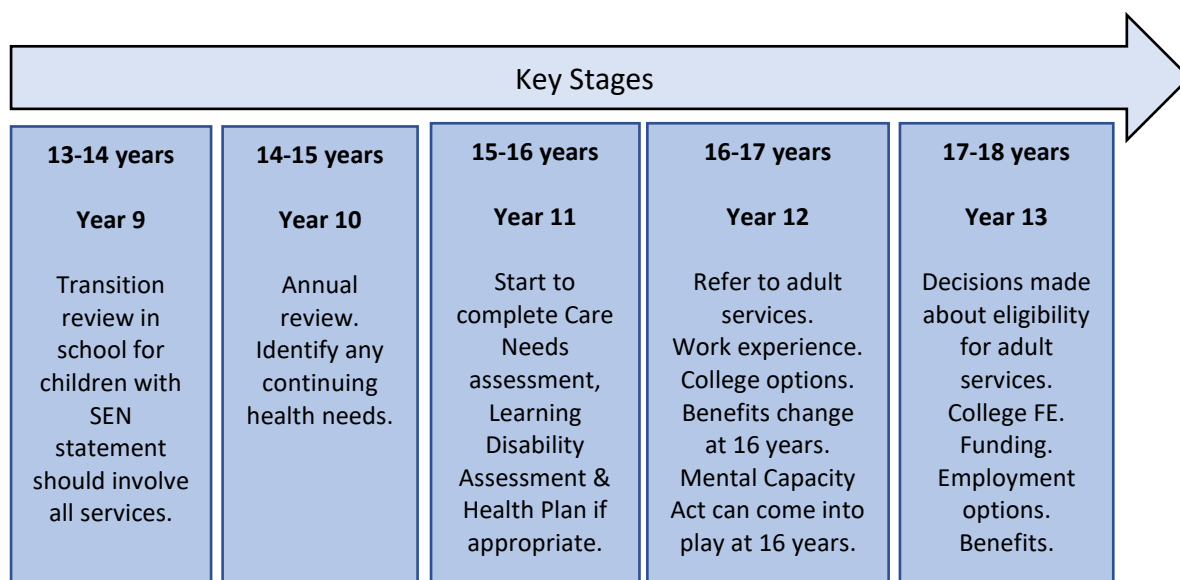 Key Stages
13-14 years
Year 9
Transition
review in
school for
children with
SEN
statement
should involve
all services.
14-15 years
Year 10
Annual
review.
Identify any
continuing
health needs.
15-16 years
Year 11
Start to
complete Care
Needs
assessment,
Learning
Disability
Assessment &
Health Plan if
appropriate.
16-17 years
Year 12
Refer to adult
services.
Work experience.
College options.
Benefits change
at 16 years.
Mental Capacity
Act can come into
play at 16 years.
17-18 years
Year 13
Decisions made
about eligibility
for adult
services.
College FE.
Funding.
Employment
options.
Benefits.